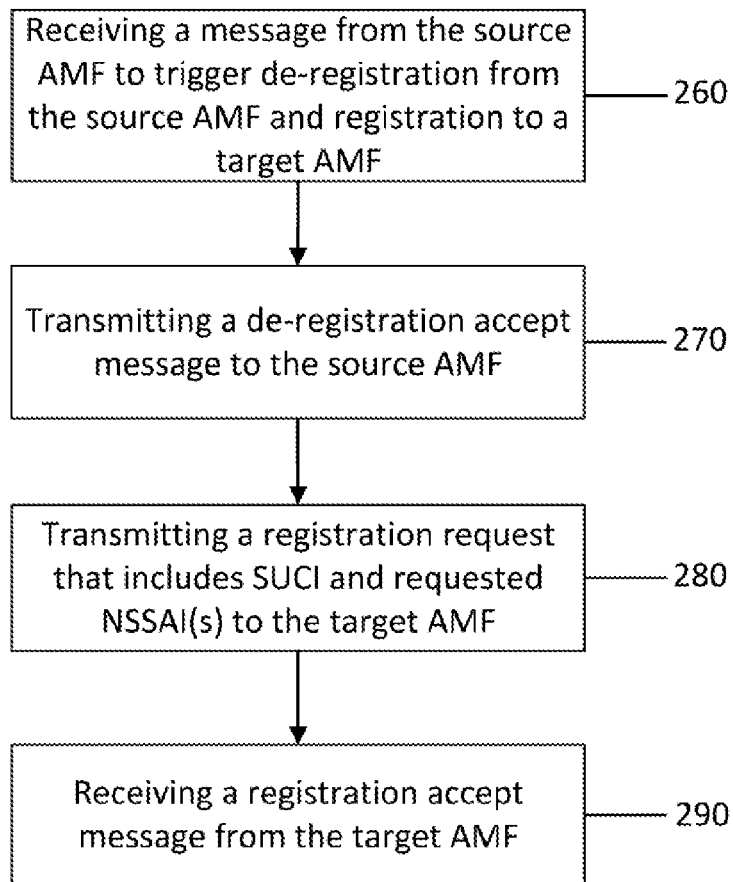 Receiving a message from the source
AMF to trigger de-registration from
the source AMF and registration to a
target AMF
260
Transmitting a de-registration accept
message to the source AMF
270
Transmitting a registration request
that includes SUCI and requested
NSSAI(s) to the target AMF
280
Receiving a registration accept
message from the target AMF
290